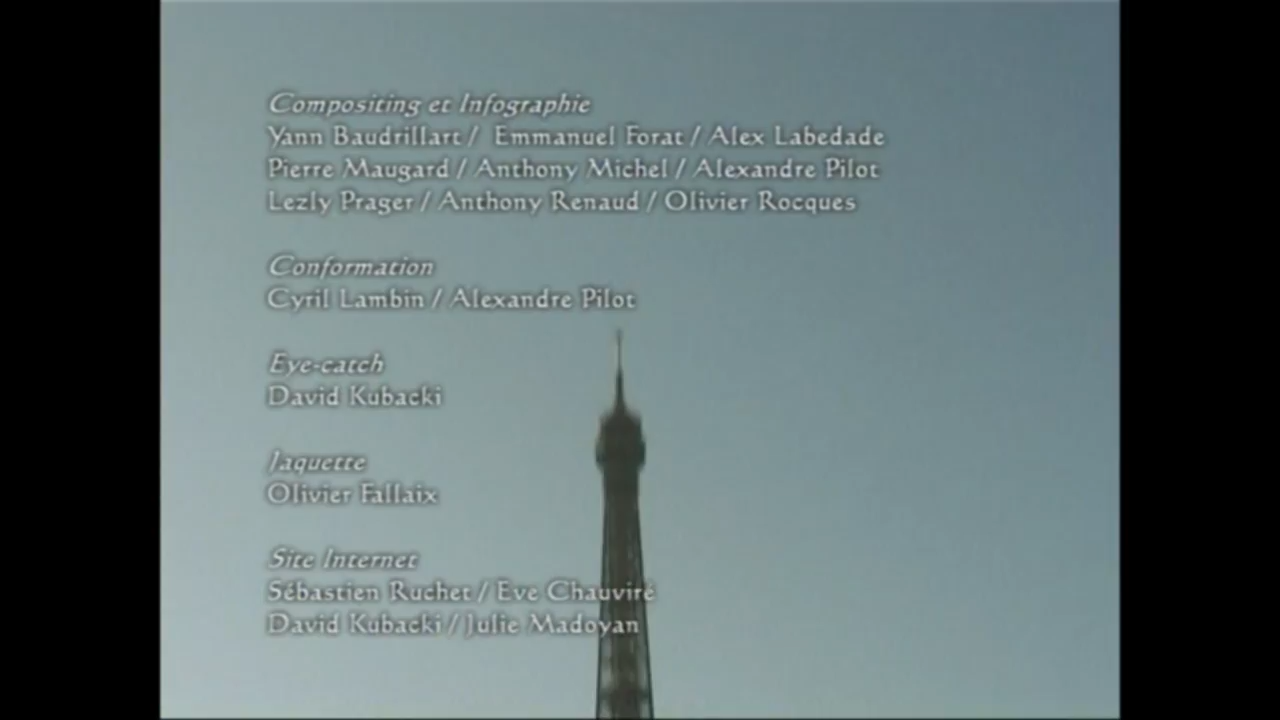 Compositing et Infographie
Yann Baudrillart / Emmanuel Forat / Alex Labedade
Pierre Maugard / Anthony Michel / Alexandre Pilot
Lezly Prager / Anthony Renaud / Olivier Rocques
Conformation
Cyril Lambin / Alexandre Pilot
Eye-catch
David Kubacki
Jaquette
Olivier Fallaix
Site Internet
Sébastien Ruchet / Eve Chauviré
David Kubacki / Julie Madoyan